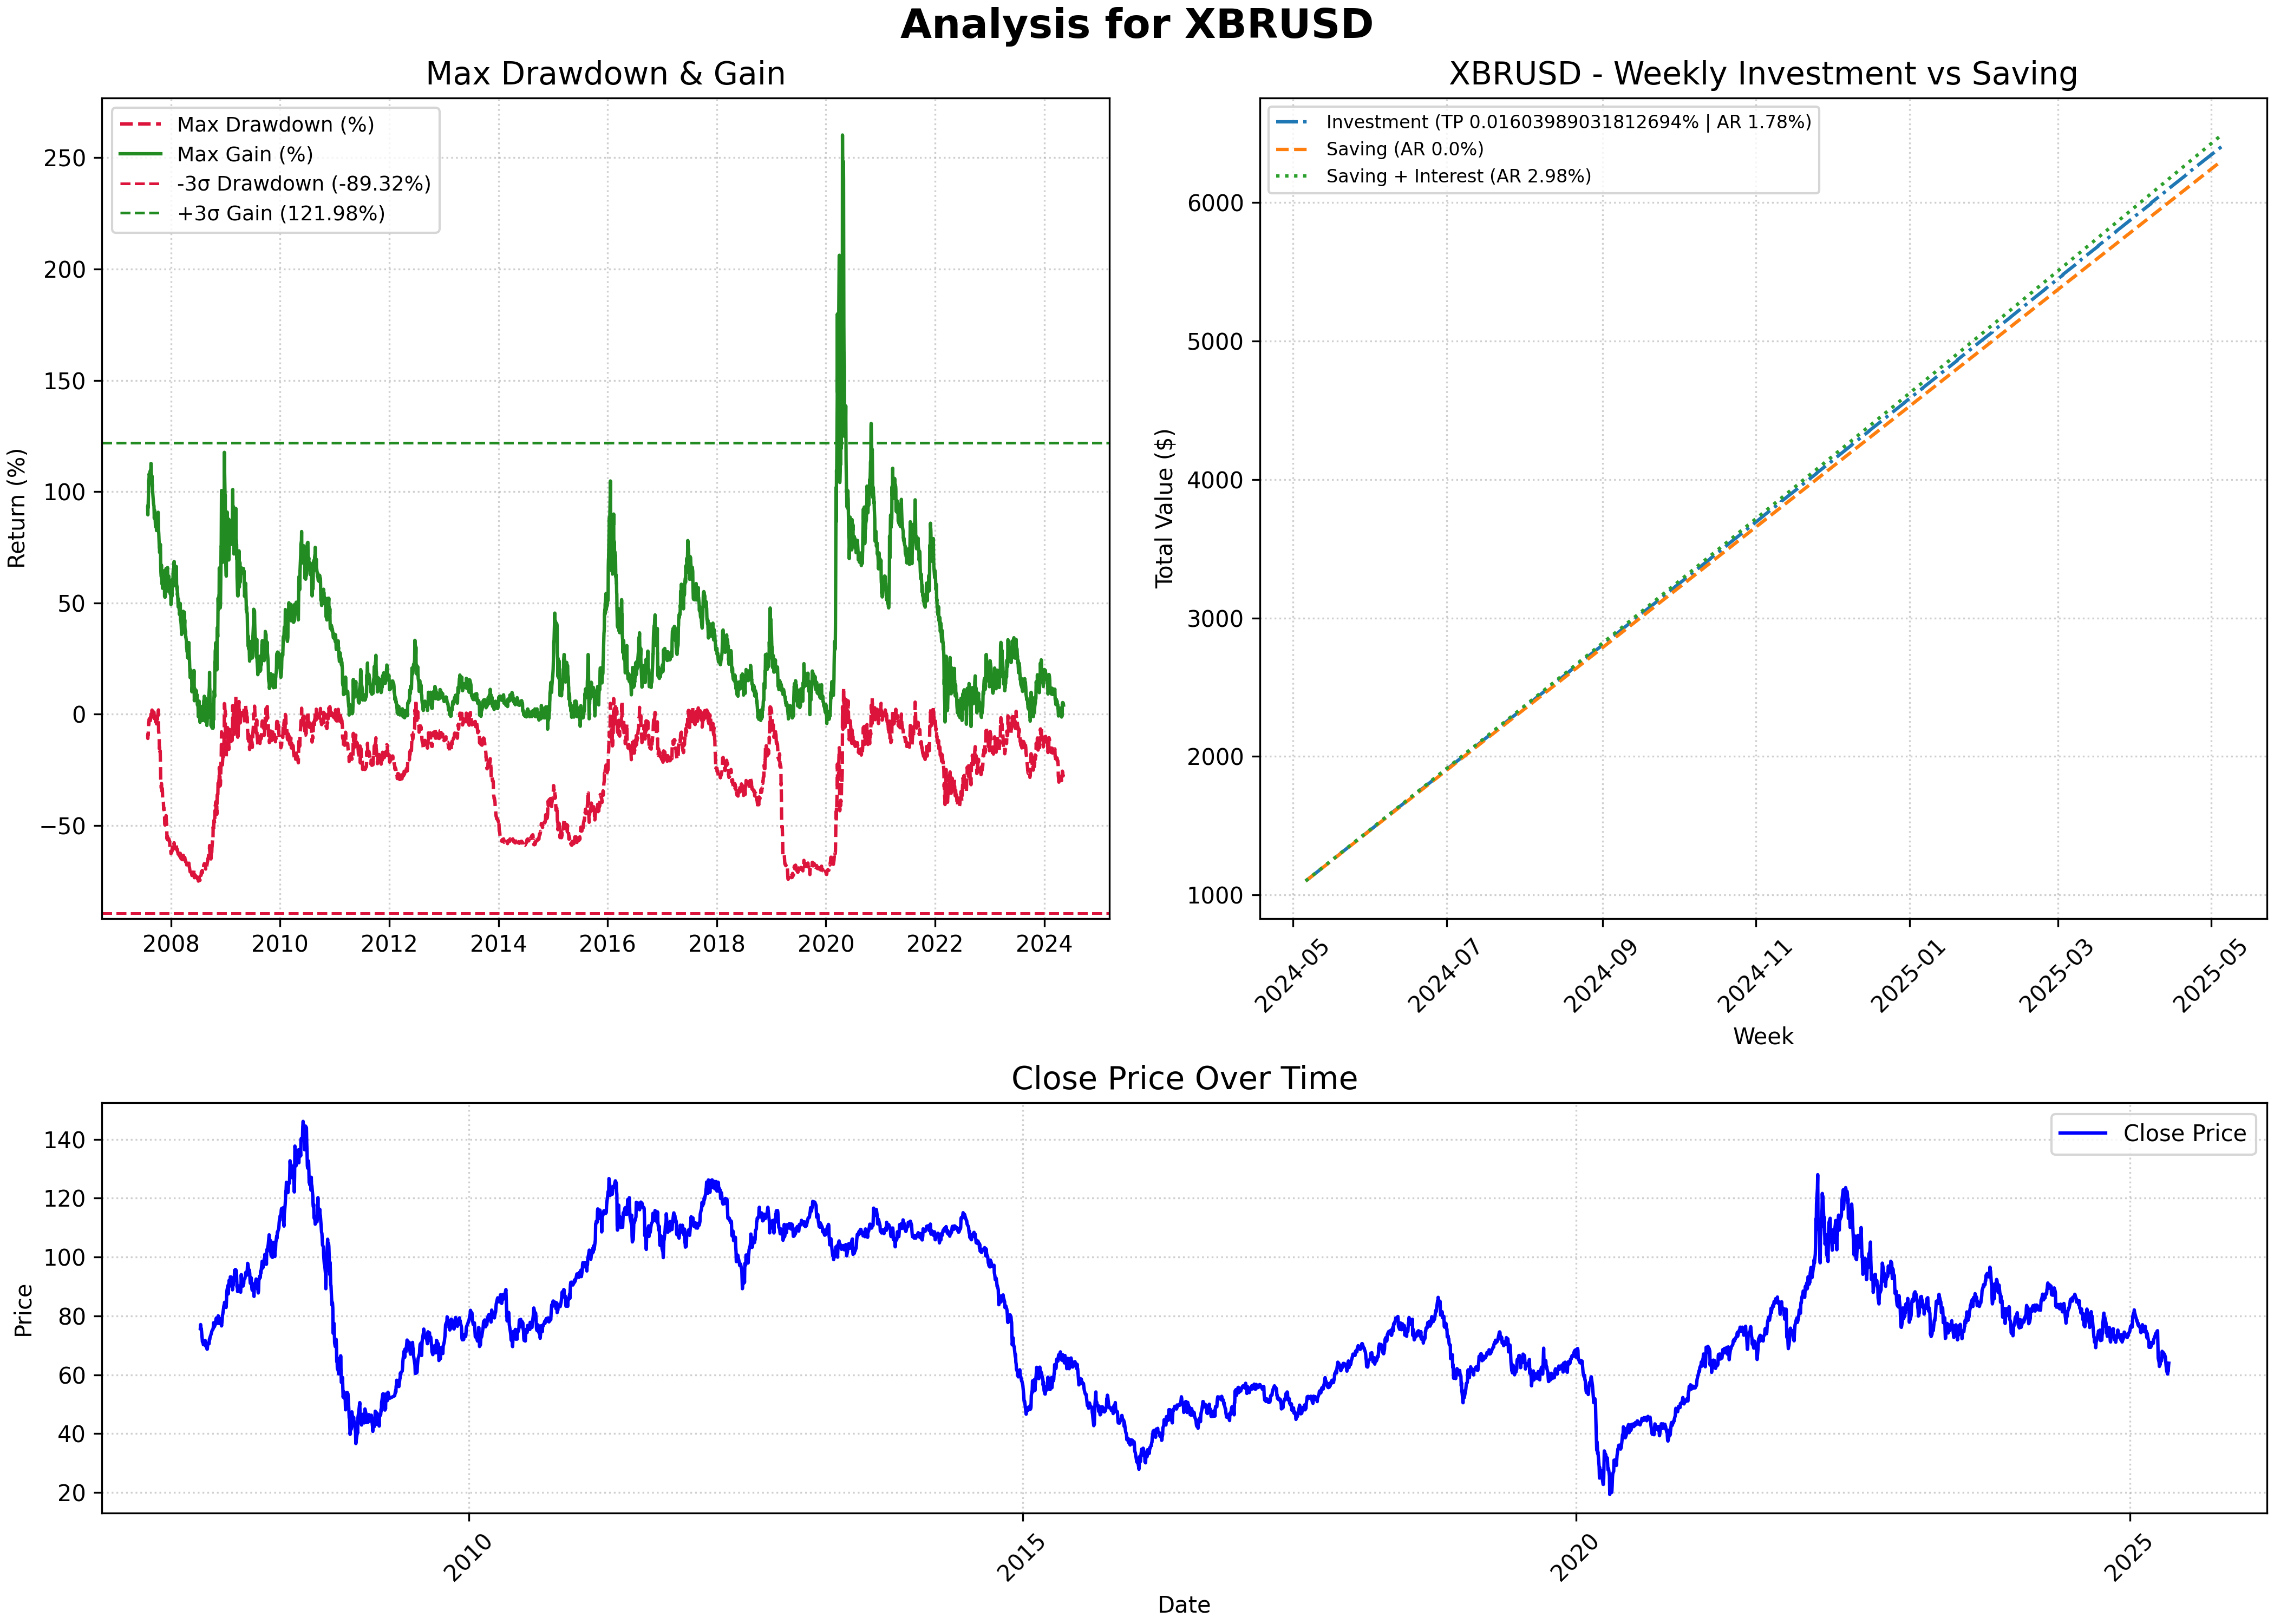 Analysis for XBRUSD
Max Drawdown & Gain
Max Drawdown (%)
Max Gain (%)
-3σ Drawdown (-89.32%)
+3σ Gain (121.98%)
Return (%)
250
200
150
100
50
0
−50
2008 2010 2012 2014 2016 2018 2020 2022 2024
XBRUSD - Weekly Investment vs Saving
Investment (TP 0.01603989031812694% | AR 1.78%)
Saving (AR 0.0%)
Saving + Interest (AR 2.98%)
Total Value ($)
6000
5000
4000
3000
2000
1000
2024-05 2024-07 2024-09 2024-11 2025-01 2025-03 2025-05
Week
Close Price Over Time
Close Price
Price
140
120
100
80
60
40
20
2010 2015 2020 2025
Date